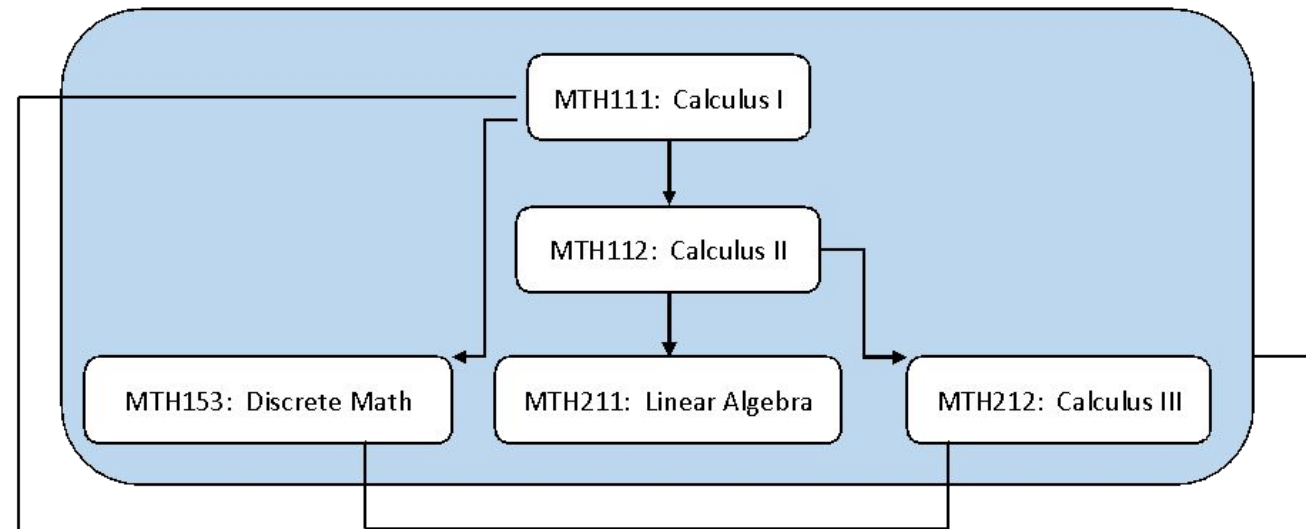 MTH111: Calculus I
MTH112: Calculus II
MTH153: Discrete Math
MTH211: Linear Algebra
MTH212: Calculus III